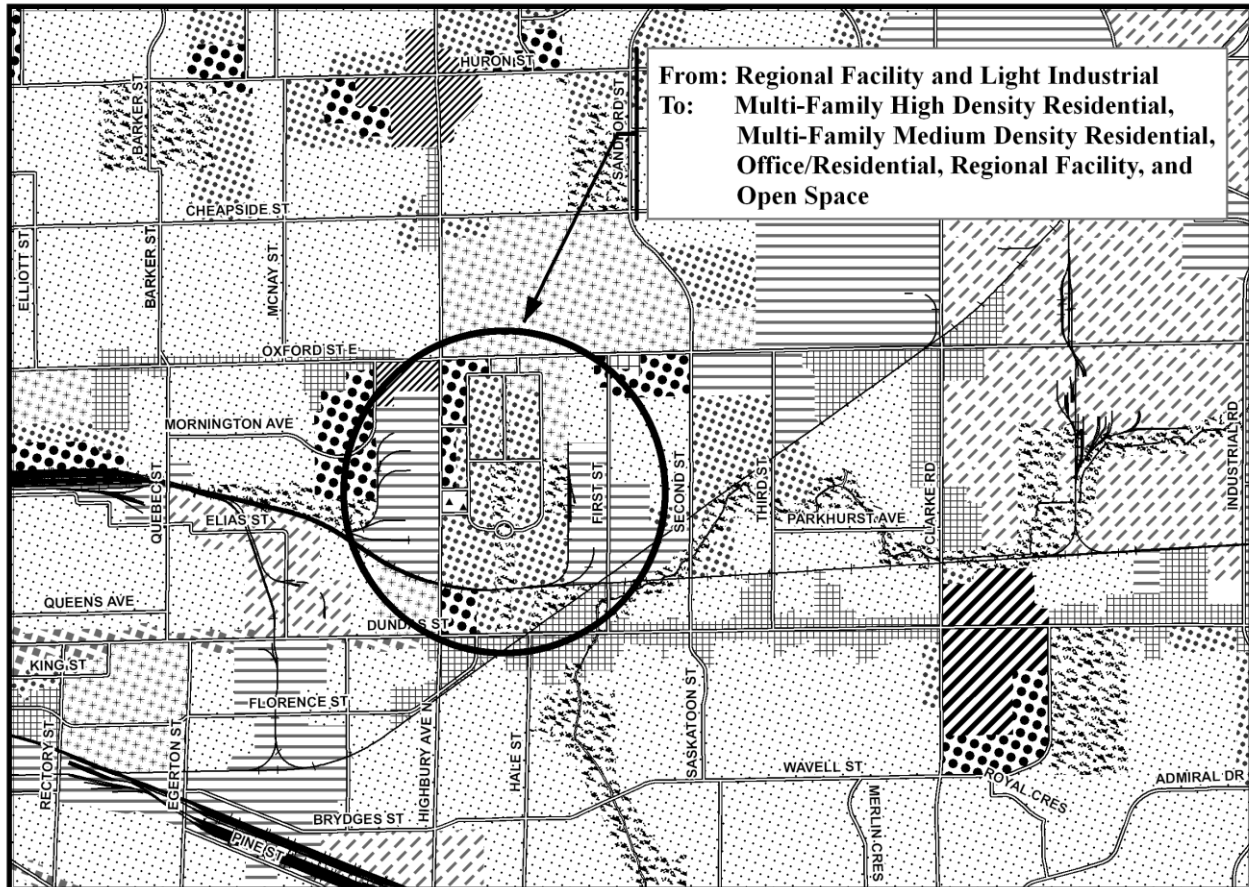 HURON ST
BARKER ST
SANDFORD ST
From: Regional Facility and Light Industrial
To: Multi-Family High Density Residential,
Multi-Family Medium Density Residential,
Office/Residential, Regional Facility, and
Open Space
CHEAPSIDE ST
ELLIOTT ST
BARKER ST
MCNAY ST
OXFORD ST E
MORNINGTON AVE
QUEBEC ST
ELIAS ST
FIRST ST
SECOND ST
THIRD ST
PARKHURST AVE
CLARKE RD
INDUSTRIAL RD
QUEENS AVE
DUNDAS ST
KING ST
FLORENCE ST
RECTORY ST
EGERTON ST
HIGHBURY AVE N
HALE ST
SASKATOON ST
WAVELL ST
MERLIN CRES
ROYAL CRES
ADMIRAL DR
BRYDGES ST
PINE ST